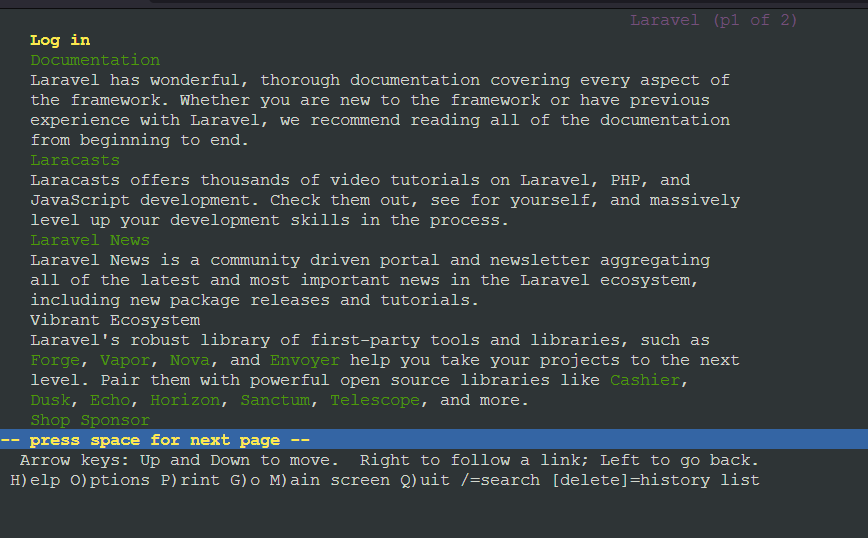 Laravel (p1 of 2)
Log in
Documentation
Laravel has wonderful, thorough documentation covering every aspect of
the framework. Whether you are new to the framework or have previous
experience with Laravel, we recommend reading all of the documentation
from beginning to end.
Laracasts
Laracasts offers thousands of video tutorials on Laravel, PHP, and
JavaScript development. Check them out, see for yourself, and massively
level up your development skills in the process.
Laravel News
Laravel News is a community driven portal and newsletter aggregating
all of the latest and most important news in the Laravel ecosystem,
including new package releases and tutorials.
Vibrant Ecosystem
Laravel's robust library of first-party tools and libraries, such as
Forge, Vapor, Nova, and Envoyer help you take your projects to the next
level. Pair them with powerful open source libraries like Cashier,
Dusk, Echo, Horizon, Sanctum, Telescope, and more.
Shop Sponsor
-- press space for next page --
Arrow keys: Up and Down to move.  Right to follow a link; Left to go back.
H)elp O)ptions P)rint G)o M)ain screen Q)uit /=search [delete]=history list